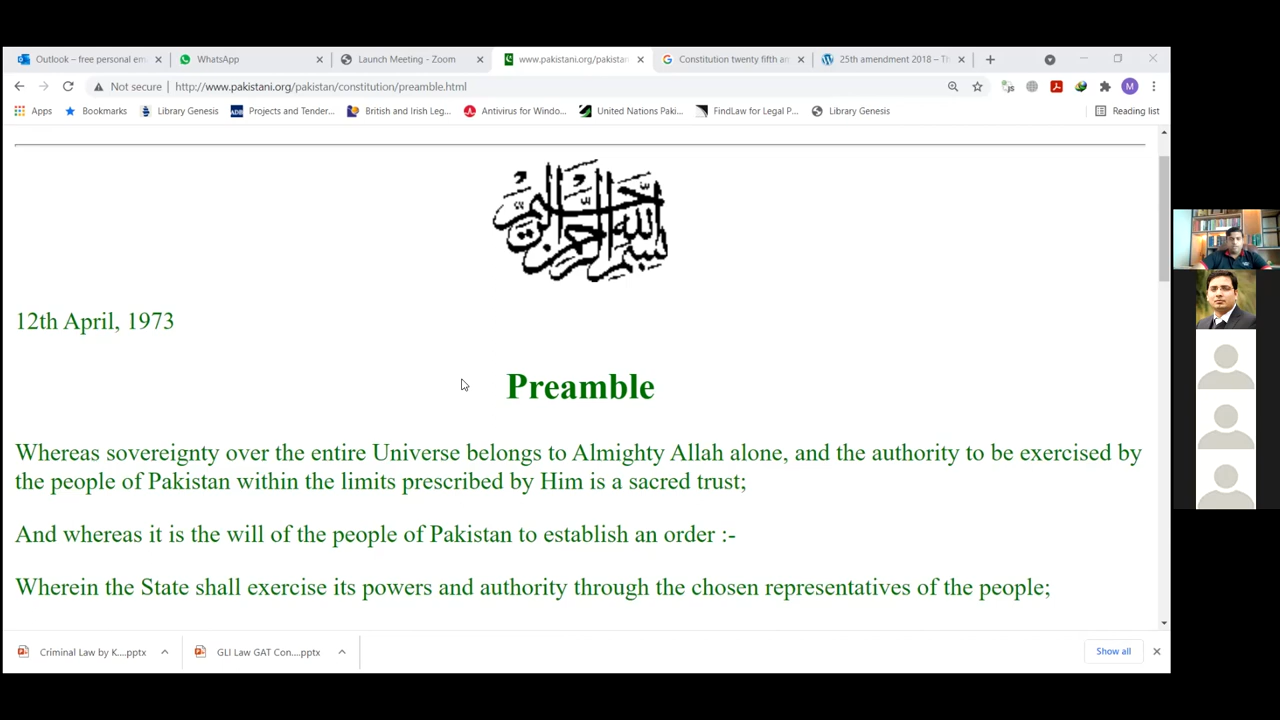 Outlook – free personal em
WhatsApp
Launch Meeting - Zoom
www.pakistani.org/pakistan
Constitution twenty fifth an
25th amendment 2018 – Th
Not secure | http://www.pakistani.org/pakistan/constitution/preamble.html
M
Apps
Bookmarks
Library Genesis
ADB
Projects and Tender...
British and Irish Leg...
Antivirus for Windo...
United Nations Paki...
FindLaw for Legal P...
Library Genesis
Reading list
بسم الله الرحمن الرحيم
12th April, 1973
Preamble
Whereas sovereignty over the entire Universe belongs to Almighty Allah alone, and the authority to be exercised by
the people of Pakistan within the limits prescribed by Him is a sacred trust;
And whereas it is the will of the people of Pakistan to establish an order :-
Wherein the State shall exercise its powers and authority through the chosen representatives of the people;
Criminal Law by K....pptx
GLI Law GAT Con....pptx
Show all